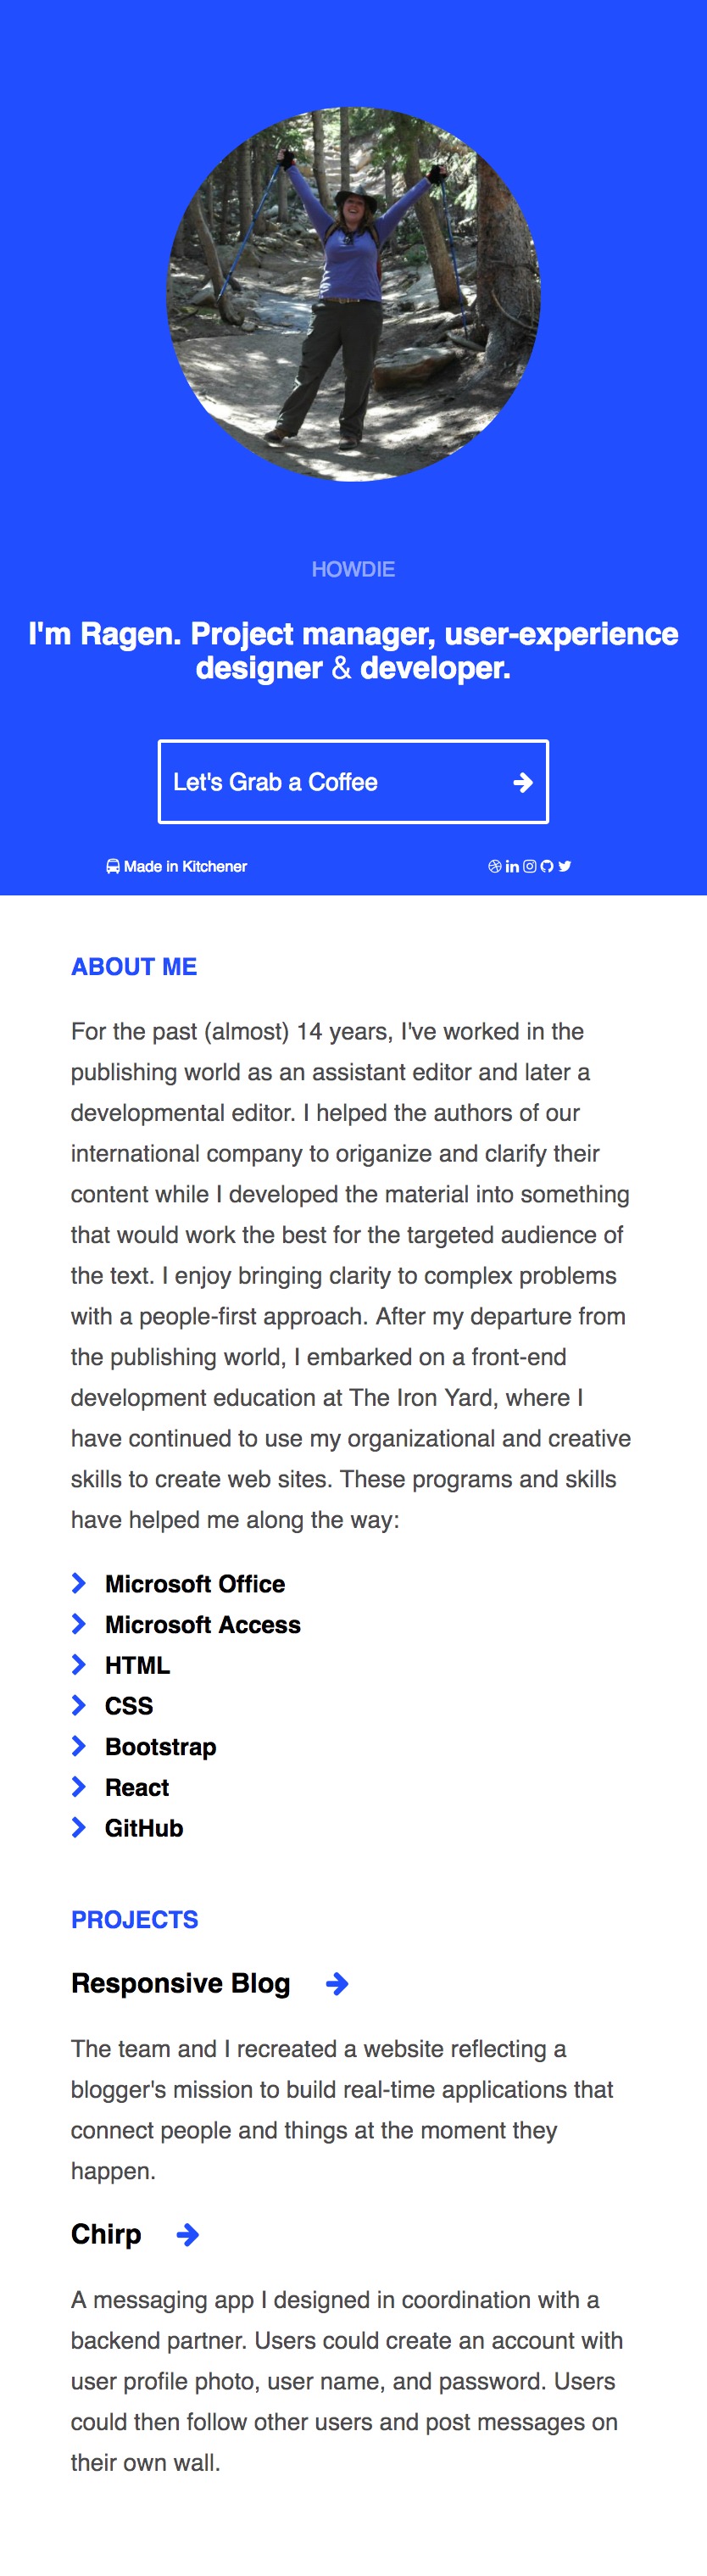 HOWDIE
I'm Ragen. Project manager, user-experience
designer & developer.
Let's Grab a Coffee
Made in Kitchener
ABOUT ME
For the past (almost) 14 years, I've worked in the
publishing world as an assistant editor and later a
developmental editor. I helped the authors of our
international company to origanize and clarify their
content while I developed the material into something
that would work the best for the targeted audience of
the text. I enjoy bringing clarity to complex problems
with a people-first approach. After my departure from
the publishing world, I embarked on a front-end
development education at The Iron Yard, where I
have continued to use my organizational and creative
skills to create web sites. These programs and skills
have helped me along the way:
Microsoft Office
Microsoft Access
HTML
CSS
Bootstrap
React
GitHub
PROJECTS
Responsive Blog
The team and I recreated a website reflecting a
blogger's mission to build real-time applications that
connect people and things at the moment they
happen.
Chirp
A messaging app I designed in coordination with a
backend partner. Users could create an account with
user profile photo, user name, and password. Users
could then follow other users and post messages on
their own wall.